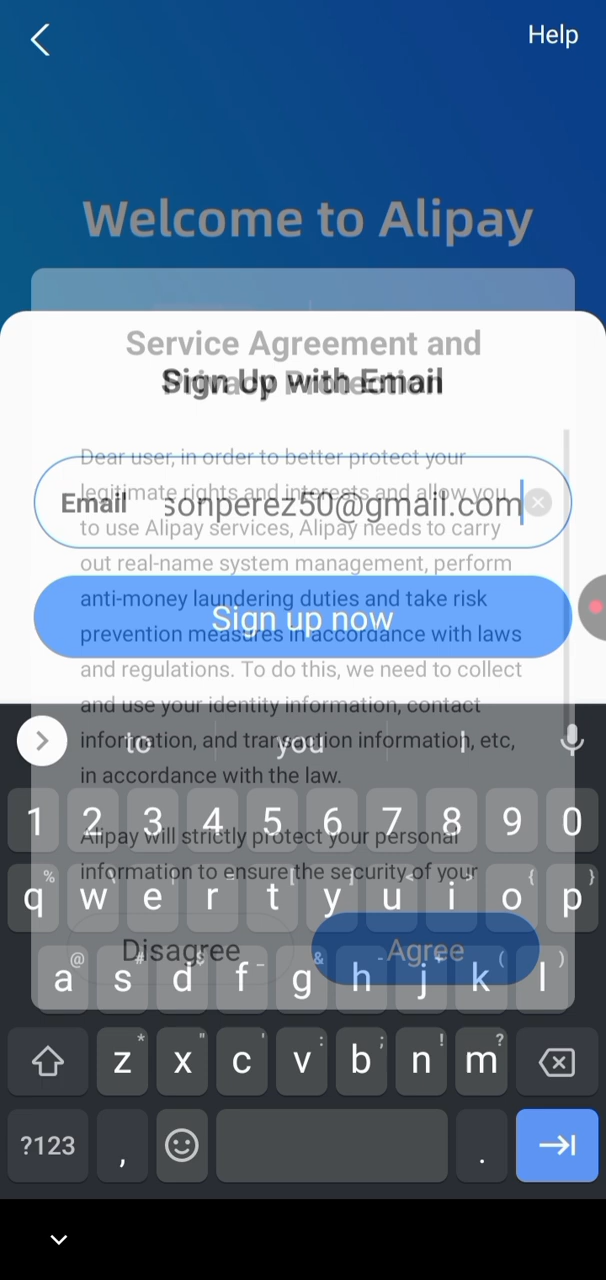 Help
Welcome to Alipay
Service Agreement and
Privacy Protection
Sign Up with Email
Dear user, in order to better protect your
legitimate rights and interests and allow you
Email sonperez50@gmail.com
to use Alipay services, Alipay needs to carry
out real-name system management, perform
anti-money laundering duties and take risk
Sign up now
prevention measures in accordance with laws
and regulations. To do this, we need to collect
and use your identity information, contact
information, and transaction information, etc,
to you I
in accordance with the law.
1 2 3 4 5 6 7 8 9 0
Alipay will strictly protect your personal
information to ensure the security of your
q w e r t y u i o p
Disagree Agree
a s d f g h j k l
z x c v b n m
?123 , .